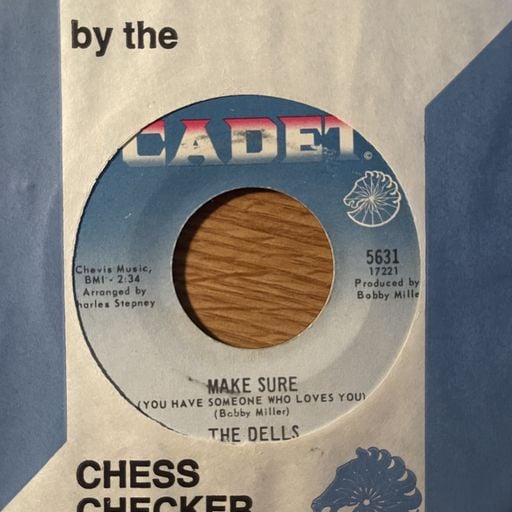 by the
CADET
©
5631
17221
Produced by
Bobby Mille
Chevis Music,
BMI - 2:34
Arranged by
harles Stepney
MAKE SURE
(YOU HAVE SOMEONE WHO LOVES YOU)
(Bobby Miller)
THE DELLS
CHESS
CHECKER